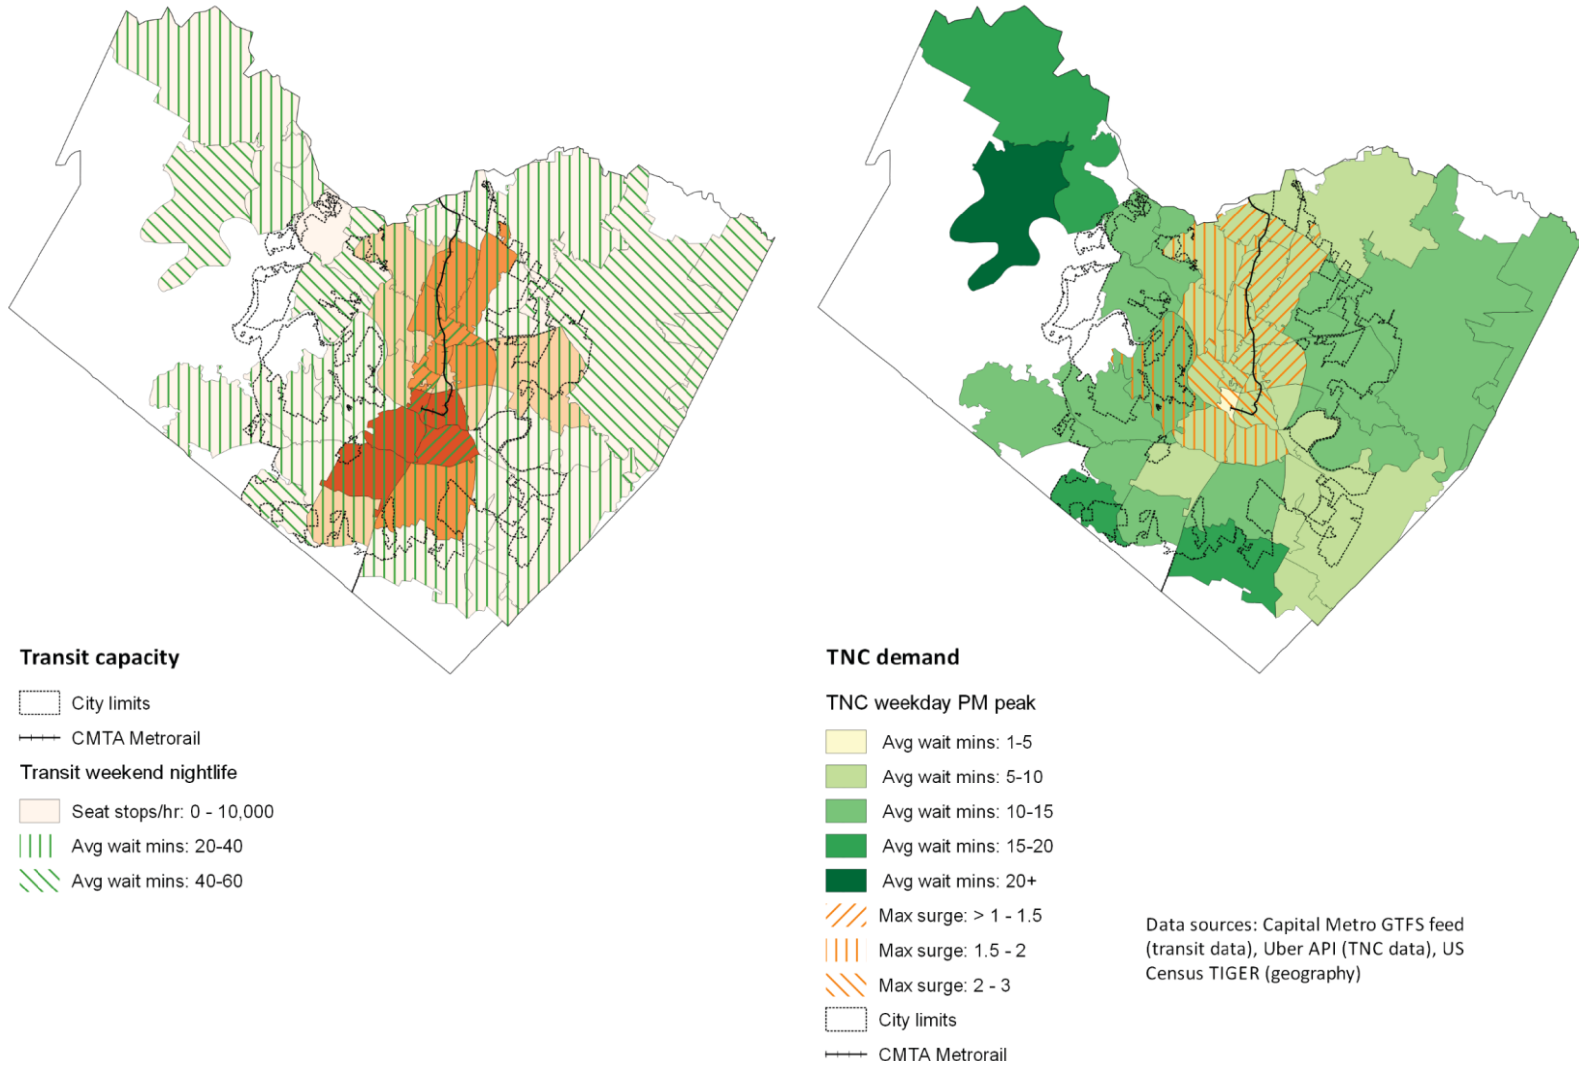 Transit capacity
City limits
CMTA Metrorail
Transit weekend nightlife
Seat stops/hr: 0 - 10,000
Avg wait mins: 20-40
Avg wait mins: 40-60
TNC demand
TNC weekday PM peak
Avg wait mins: 1-5
Avg wait mins: 5-10
Avg wait mins: 10-15
Avg wait mins: 15-20
Avg wait mins: 20+
Max surge: > 1 - 1.5
Max surge: 1.5 - 2
Max surge: 2 - 3
City limits
CMTA Metrorail
Data sources: Capital Metro GTFS feed
(transit data), Uber API (TNC data), US
Census TIGER (geography)